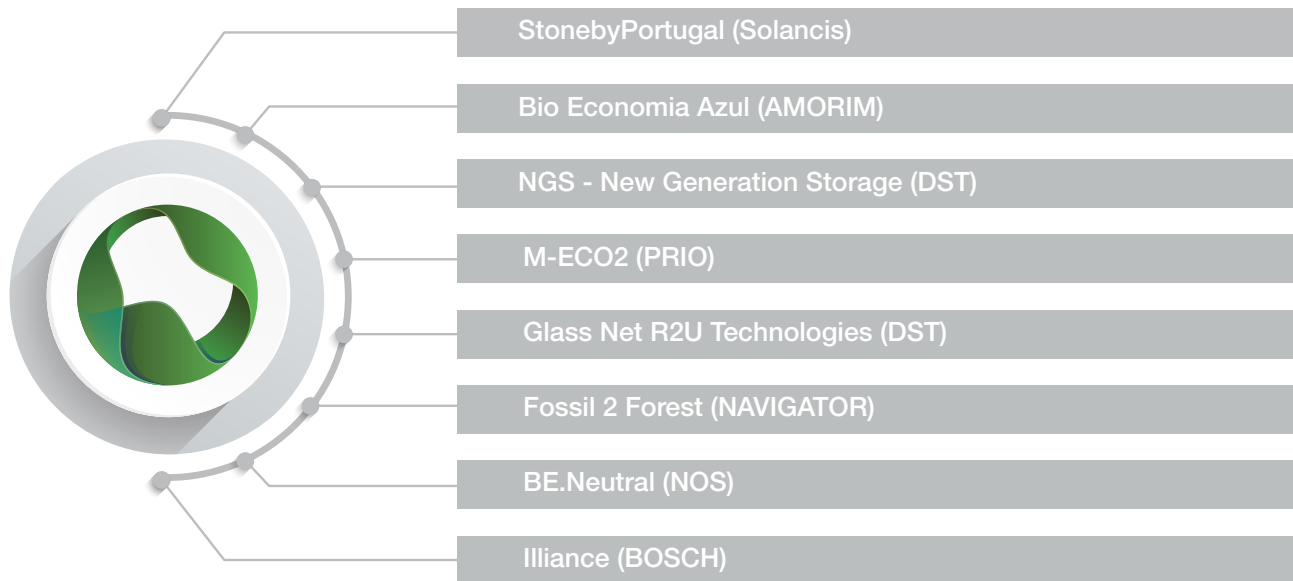 StonebyPortugal (Solancis)
Bio Economia Azul (AMORIM)
NGS - New Generation Storage (DST)
M-ECO2 (PRIO)
Glass Net R2U Technologies (DST)
Fossil 2 Forest (NAVIGATOR)
BE.Neutral (NOS)
Illiance (BOSCH)